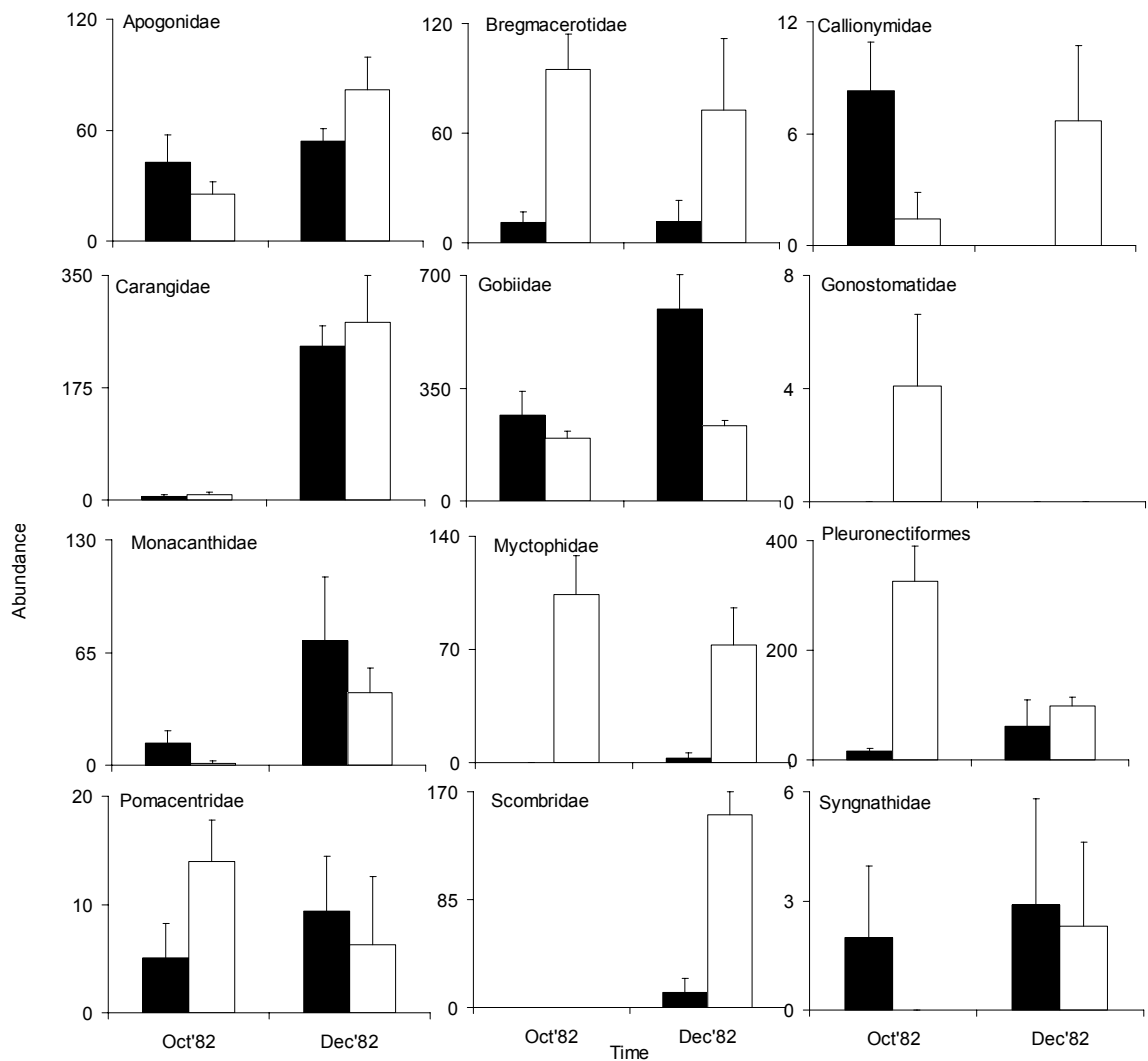 Apogonidae
120
60
0
Bregmacerotidae
120
60
0
Callionymidae
12
6
0
Carangidae
350
175
0
Gobiidae
700
350
0
Gonostomatidae
8
4
0
Abundance
Monacanthidae
130
65
0
Myctophidae
140
70
0
Pleuronectiformes
400
200
0
Pomacentridae
20
10
0
Oct'82 Dec'82
Scombridae
170
85
0
Oct'82 Dec'82
Syngnathidae
6
3
0
Oct'82 Dec'82
Time